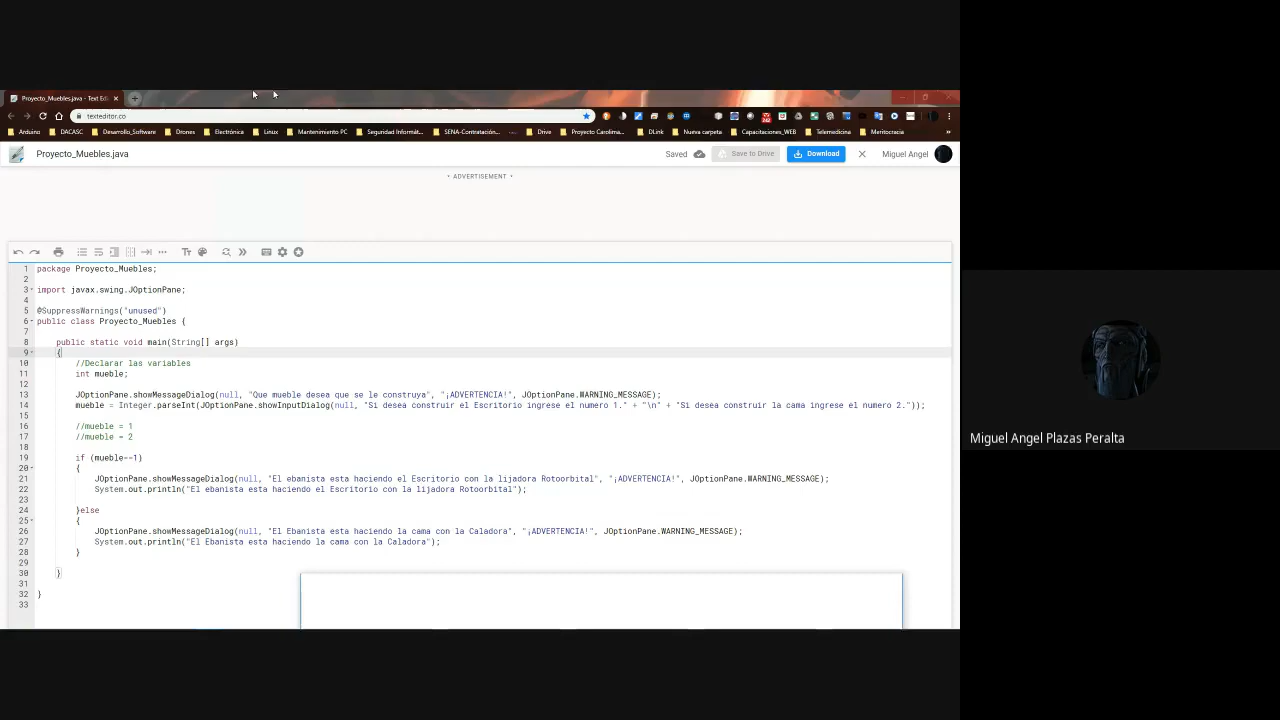 Proyecto_Muebles.java - Text Edi
texteditor.co
Arduino DACASC Desarrollo_Software Drones Electrónica Linux Mantenimiento PC Seguridad Informát... SENA-Contratación... Drive Proyecto Carolina... DLink Nueva carpeta Capacitaciones_WEB Telemedicina Meritocracia »
Proyecto_Muebles.java Saved Save to Drive Download Miguel Angel
• ADVERTISEMENT •
1 package Proyecto_Muebles;
2
3 import javax.swing.JOptionPane;
4
5 @SuppressWarnings("unused")
6 public class Proyecto_Muebles {
7
8 public static void main(String[] args)
9 {
10 //Declarar las variables
11 int mueble;
12
13 JOptionPane.showMessageDialog(null, "Que mueble desea que se le construya", "¡ADVERTENCIA!", JOptionPane.WARNING_MESSAGE);
14 mueble = Integer.parseInt(JOptionPane.showInputDialog(null, "Si desea construir el Escritorio ingrese el numero 1." + "\n" + "Si desea construir la cama ingrese el numero 2."));
15
16 //mueble = 1
17 //mueble = 2
18
19 if (mueble==1)
20 {
21 JOptionPane.showMessageDialog(null, "El ebanista esta haciendo el Escritorio con la lijadora Rotoorbital", "¡ADVERTENCIA!", JOptionPane.WARNING_MESSAGE);
22 System.out.println("El ebanista esta haciendo el Escritorio con la lijadora Rotoorbital");
23
24 }else
25 {
26 JOptionPane.showMessageDialog(null, "El Ebanista esta haciendo la cama con la Caladora", "¡ADVERTENCIA!", JOptionPane.WARNING_MESSAGE);
27 System.out.println("El Ebanista esta haciendo la cama con la Caladora");
28 }
29
30 }
31
32 }
33
Miguel Angel Plazas Peralta